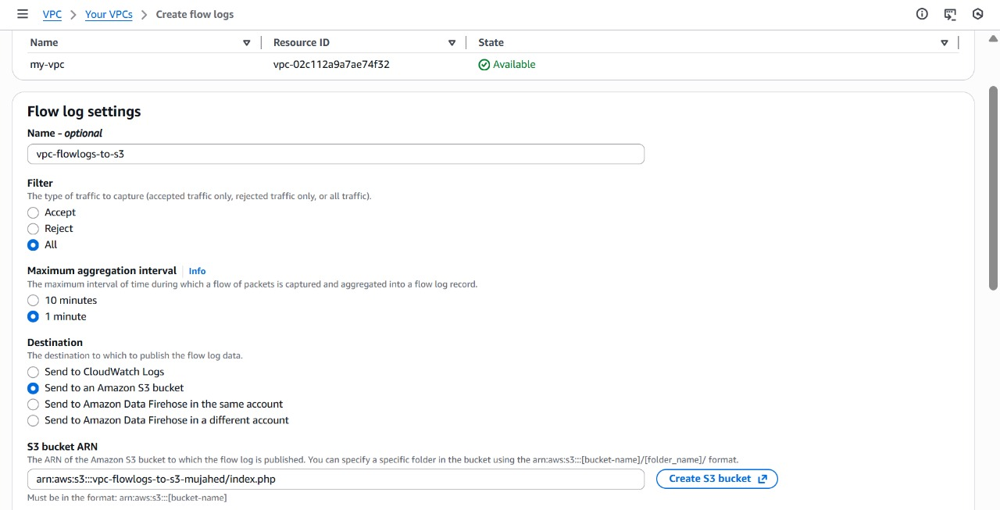 VPC > Your VPCs > Create flow logs
Name Resource ID State
my-vpc vpc-02c112a9a7ae74f32 Available
Flow log settings
Name - optional
vpc-flowlogs-to-s3
Filter
The type of traffic to capture (accepted traffic only, rejected traffic only, or all traffic).
Accept
Reject
All
Maximum aggregation interval Info
The maximum interval of time during which a flow of packets is captured and aggregated into a flow log record.
10 minutes
1 minute
Destination
The destination to which to publish the flow log data.
Send to CloudWatch Logs
Send to an Amazon S3 bucket
Send to Amazon Data Firehose in the same account
Send to Amazon Data Firehose in a different account
S3 bucket ARN
The ARN of the Amazon S3 bucket to which the flow log is published. You can specify a specific folder in the bucket using the arn:aws:s3:::[bucket-name]/[folder_name]/ format.
arn:aws:s3:::vpc-flowlogs-to-s3-mujahed/index.php Create S3 bucket
Must be in the format: arn:aws:s3:::[bucket-name]